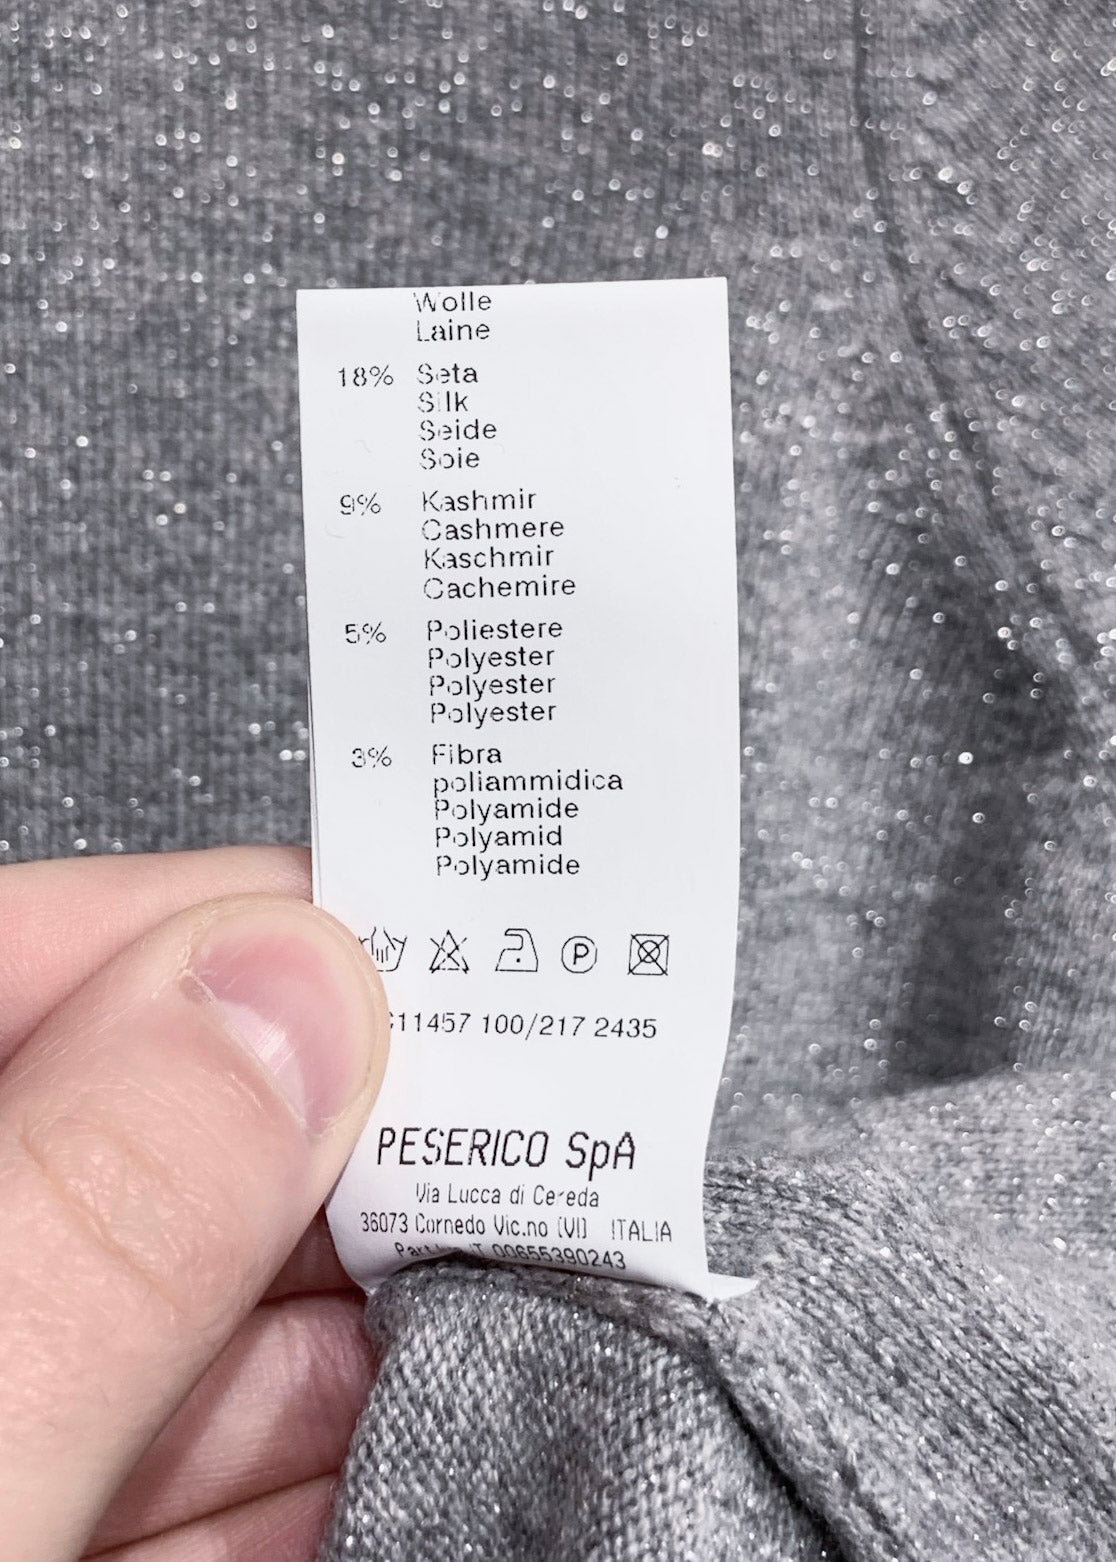 Wolle
Laine
18% Seta
Silk
Seide
Soie
9% Kashmir
Cashmere
Kaschmir
Cachemire
5% Poliestere
Polyester
Polyester
Polyester
3% Fibra
poliammidica
Polyamide
Polyamid
Polyamide
P
11457 100/217 2435
PESERICO SpA
Via Lucca di Cereda
36073 Cornedo Vic.no (VI) ITALIA
00655390243